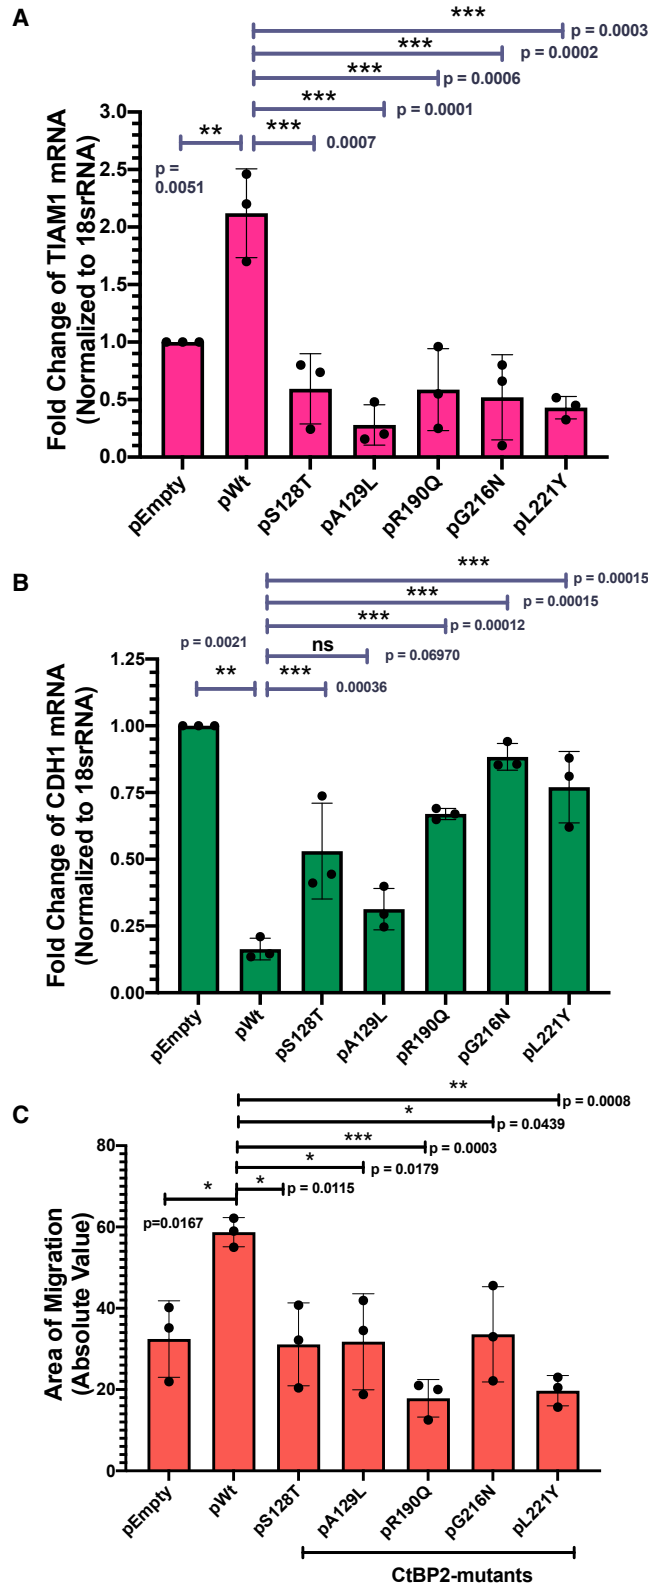 A
***
p = 0.0003
***
p = 0.0002
***
p = 0.0006
***
p = 0.0001
**
***
0.0007
p =
0.0051
Fold Change of TIAM1 mRNA
(Normalized to 18srRNA)
3.0
2.5
2.0
1.5
1.0
0.5
0.0
pEmpty
pWt
pS128T
pA129L
pR190Q
pG216N
pL221Y
B
***
p = 0.00015
***
p = 0.00015
***
p = 0.00012
ns
p = 0.06970
p = 0.0021
**
***
0.00036
Fold Change of CDH1 mRNA
(Normalized to 18srRNA)
1.25
1.00
0.75
0.50
0.25
0.00
pEmpty
pWt
pS128T
pA129L
pR190Q
pG216N
pL221Y
C
**
p = 0.0008
*
p = 0.0439
***
p = 0.0003
*
p = 0.0179
*
*
p = 0.0115
p=0.0167
Area of Migration
(Absolute Value)
80
60
40
20
0
pEmpty
pWt
pS128T
pA129L
pR190Q
pG216N
pL221Y
CtBP2-mutants